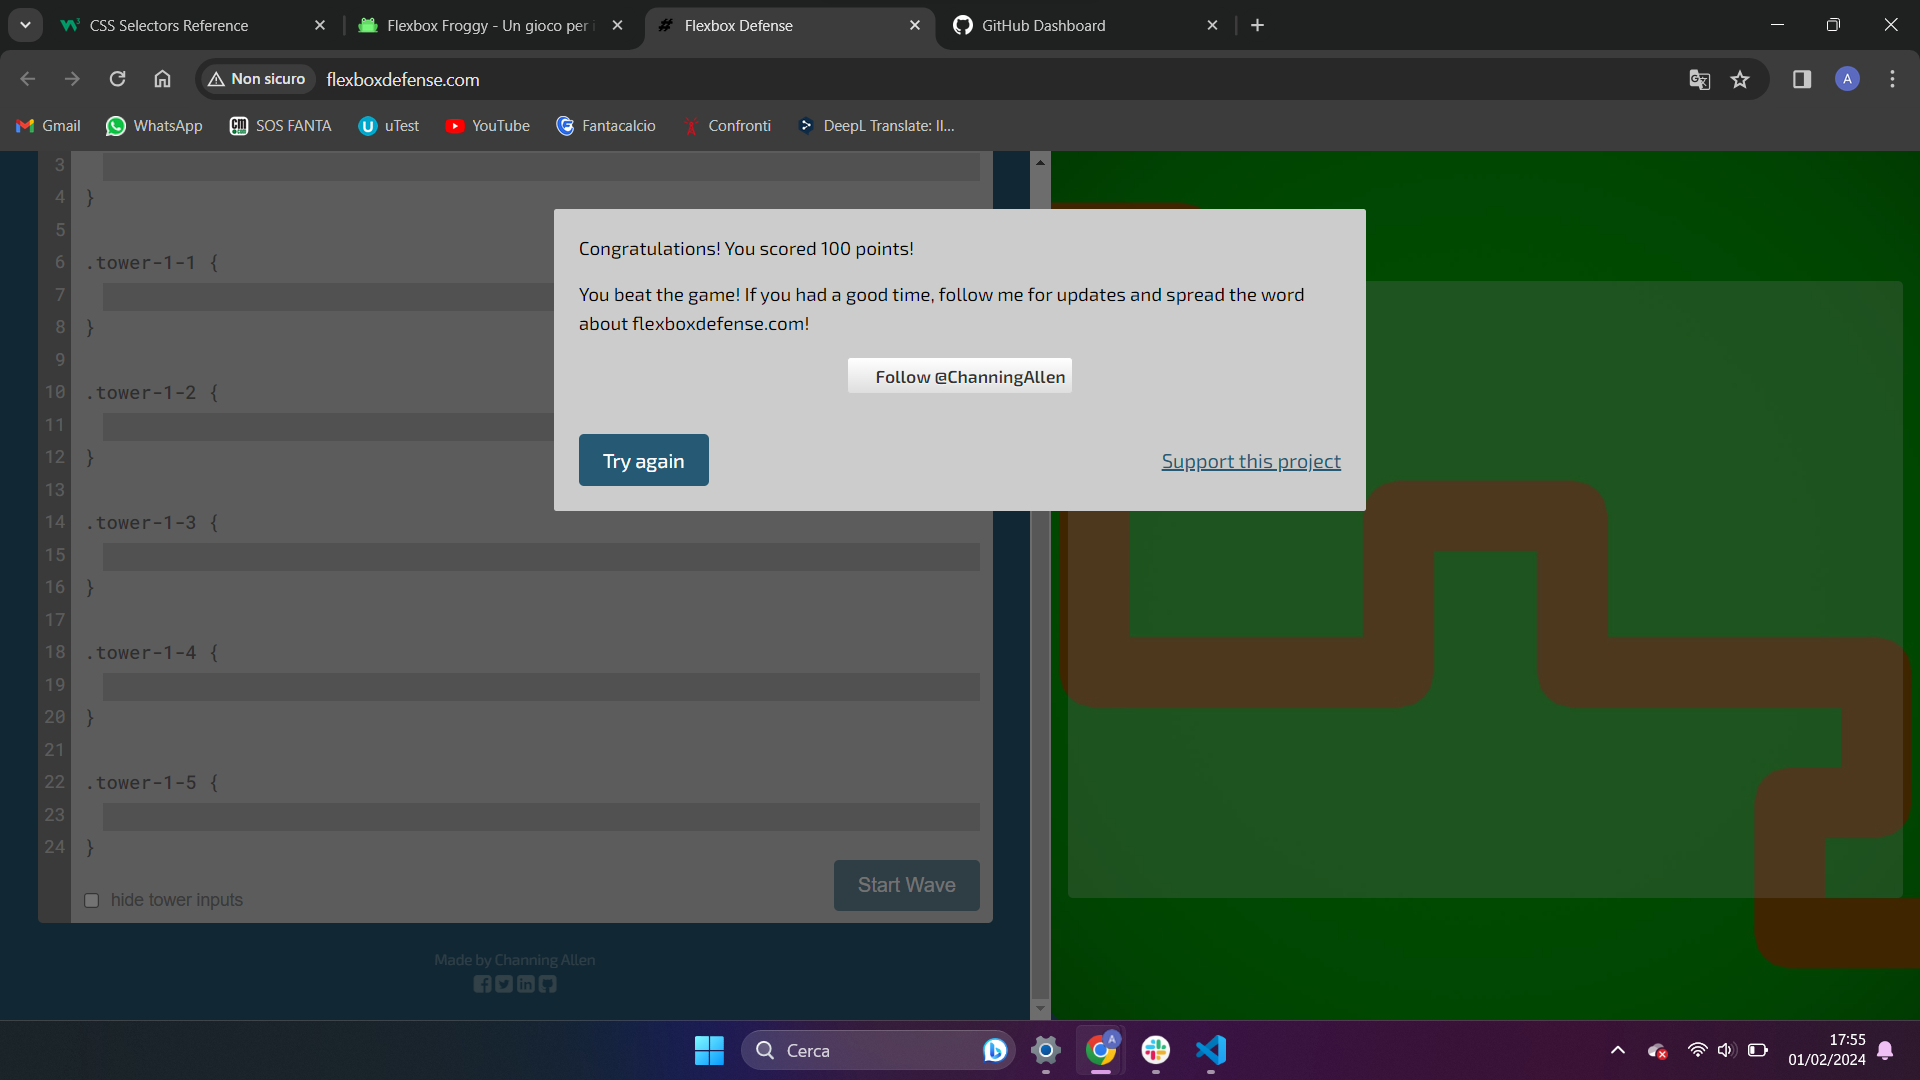 CSS Selectors Reference
Flexbox Froggy - Un gioco per i
Flexbox Defense
GitHub Dashboard
Non sicuro
flexboxdefense.com
A
Gmail
WhatsApp
SOS FANTA
uTest
YouTube
Fantacalcio
Confronti
DeepL Translate: Il...
3
4 }
5
6 .tower-1-1 {
7
8 }
9
10 .tower-1-2 {
11
12 }
13
14 .tower-1-3 {
15
16 }
17
18 .tower-1-4 {
19
20 }
21
22 .tower-1-5 {
23
24 }
hide tower inputs
Start Wave
Made by Channing Allen
Congratulations! You scored 100 points!
You beat the game! If you had a good time, follow me for updates and spread the word
about flexboxdefense.com!
Follow @ChanningAllen
Try again
Support this project
Cerca
A
17:55
01/02/2024